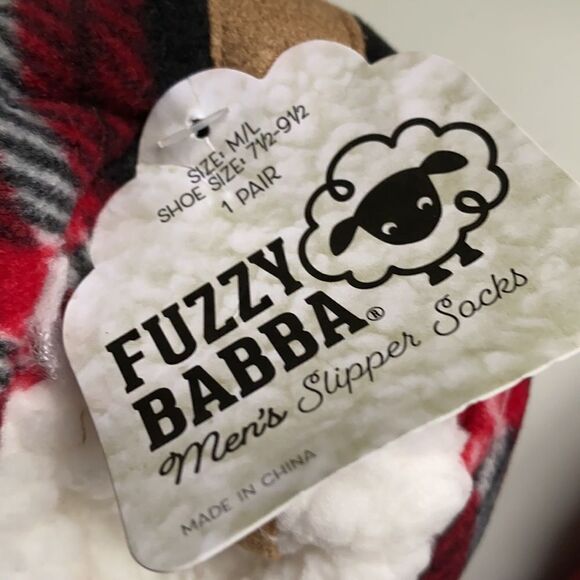 SIZE: M/L
SHOE SIZE: 7½-9½
1 PAIR
FUZZY
BABBA®
Men's Slipper Socks
MADE IN CHINA